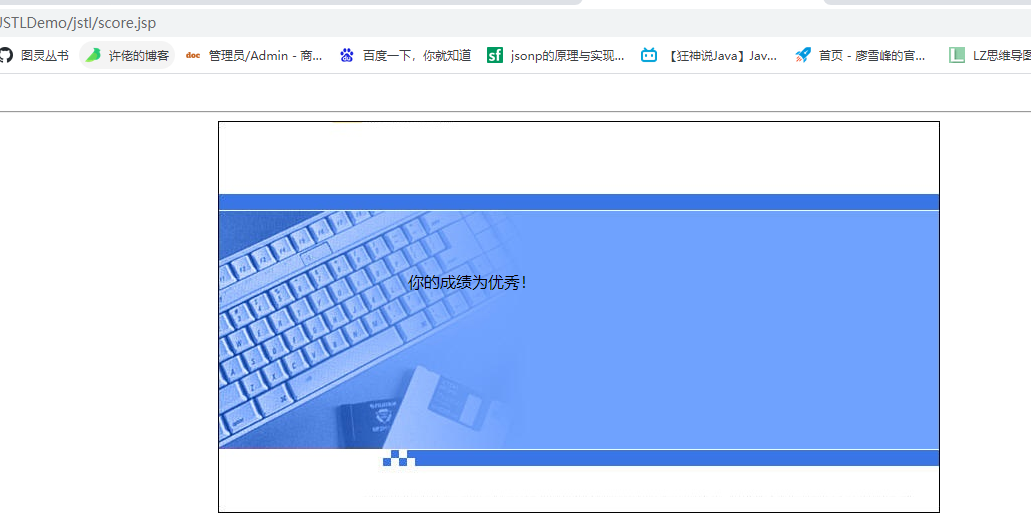 JSTLDemo/jstl/score.jsp
图灵丛书 许佬的博客 doc 管理员/Admin - 商... 百度一下，你就知道 sf jsonp的原理与实现... 【狂神说Java】Jav... 首页 - 廖雪峰的官... LZ思维导图
你的成绩为优秀！